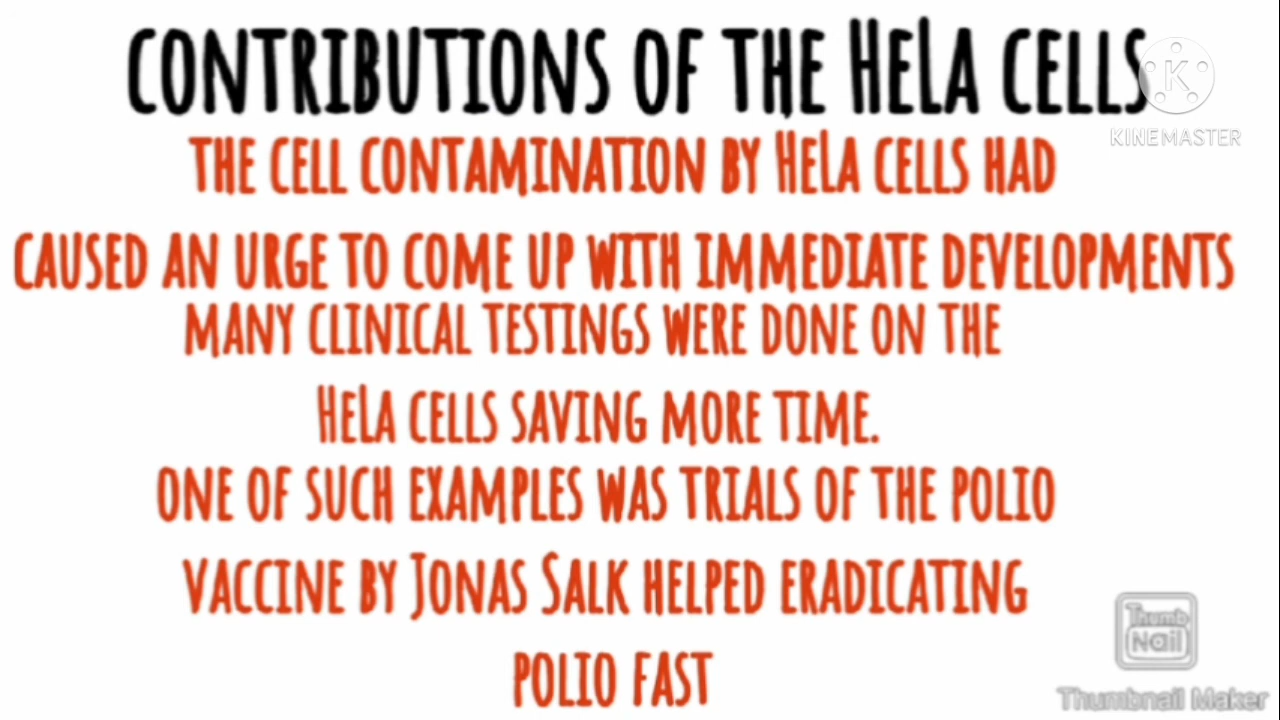 CONTRIBUTIONS OF THE HeLA CELLS
K
KINEMASTER
THE CELL CONTAMINATION BY HeLA CELLS HAD
CAUSED AN URGE TO COME UP WITH IMMEDIATE DEVELOPMENTS
MANY CLINICAL TESTINGS WERE DONE ON THE
HeLA CELLS SAVING MORE TIME.
ONE OF SUCH EXAMPLES WAS TRIALS OF THE POLIO
VACCINE BY JONAS SALK HELPED ERADICATING
POLIO FAST
Thumb
Nail
Thumbnail Maker